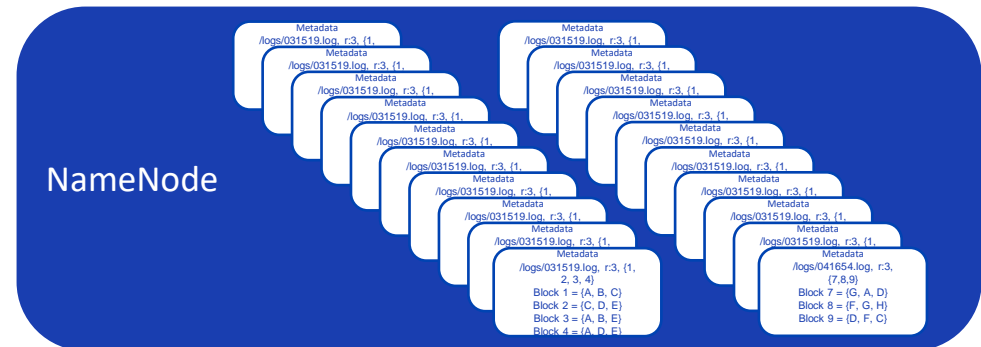 NameNode
Metadata
/logs/031519.log, r:3, {1,
Metadata
/logs/031519.log, r:3, {1,
Metadata
/logs/031519.log, r:3, {1,
Metadata
/logs/031519.log, r:3, {1,
Metadata
/logs/031519.log, r:3, {1,
Metadata
/logs/031519.log, r:3, {1,
Metadata
/logs/031519.log, r:3, {1,
Metadata
/logs/031519.log, r:3, {1,
Metadata
/logs/031519.log, r:3, {1,
Metadata
/logs/031519.log, r:3, {1,
2, 3, 4}
Block 1 = {A, B, C}
Block 2 = {C, D, E}
Block 3 = {A, B, E}
Block 4 = {A, D, E}
Metadata
/logs/031519.log, r:3, {1,
Metadata
/logs/031519.log, r:3, {1,
Metadata
/logs/031519.log, r:3, {1,
Metadata
/logs/031519.log, r:3, {1,
Metadata
/logs/031519.log, r:3, {1,
Metadata
/logs/031519.log, r:3, {1,
Metadata
/logs/031519.log, r:3, {1,
Metadata
/logs/031519.log, r:3, {1,
Metadata
/logs/031519.log, r:3, {1,
Metadata
/logs/041654.log, r:3,
{7,8,9}
Block 7 = {G, A, D}
Block 8 = {F, G, H}
Block 9 = {D, F, C}